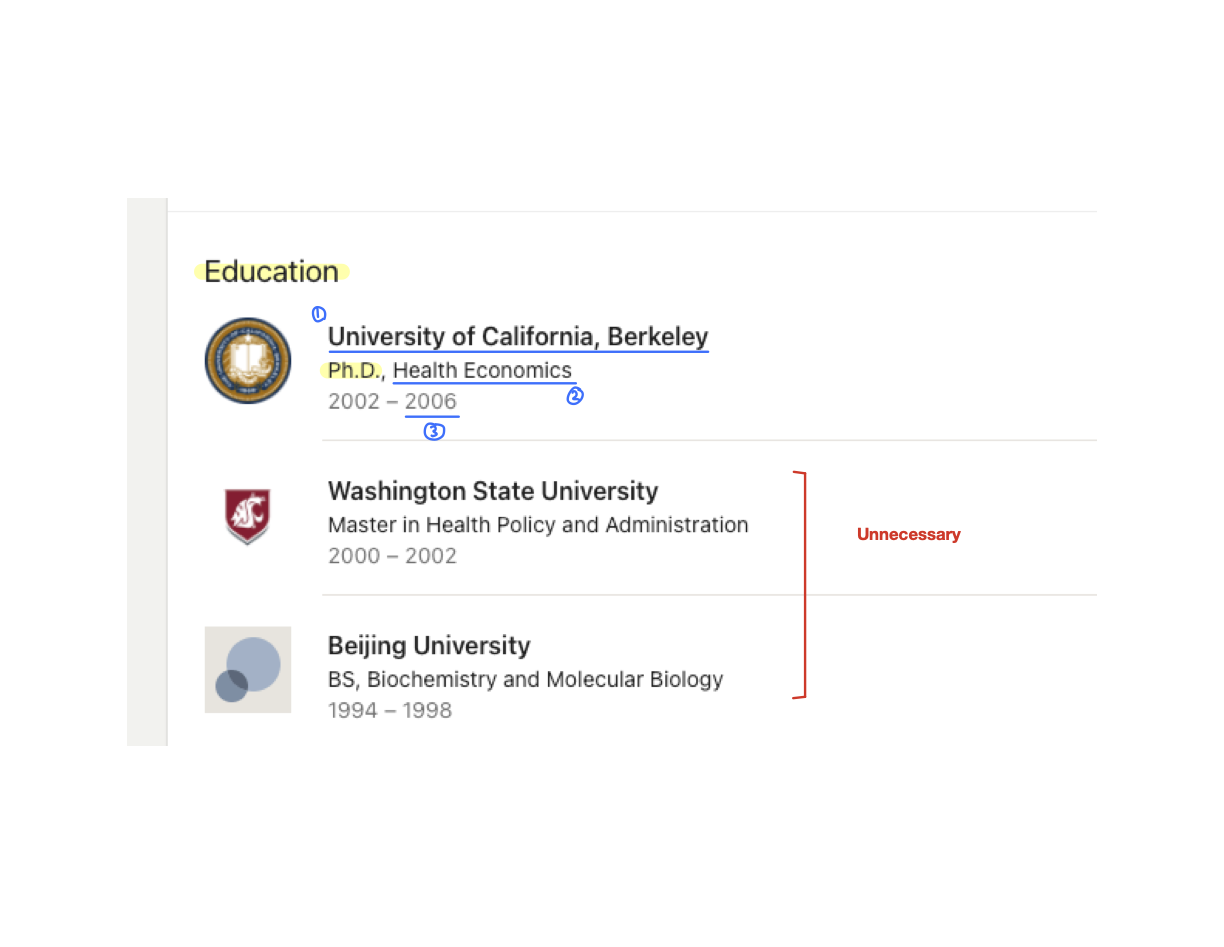 Education
①
University of California, Berkeley
Ph.D., Health Economics
②
2002 – 2006
③
Washington State University
Master in Health Policy and Administration
2000 – 2002
Unnecessary
Beijing University
BS, Biochemistry and Molecular Biology
1994 – 1998